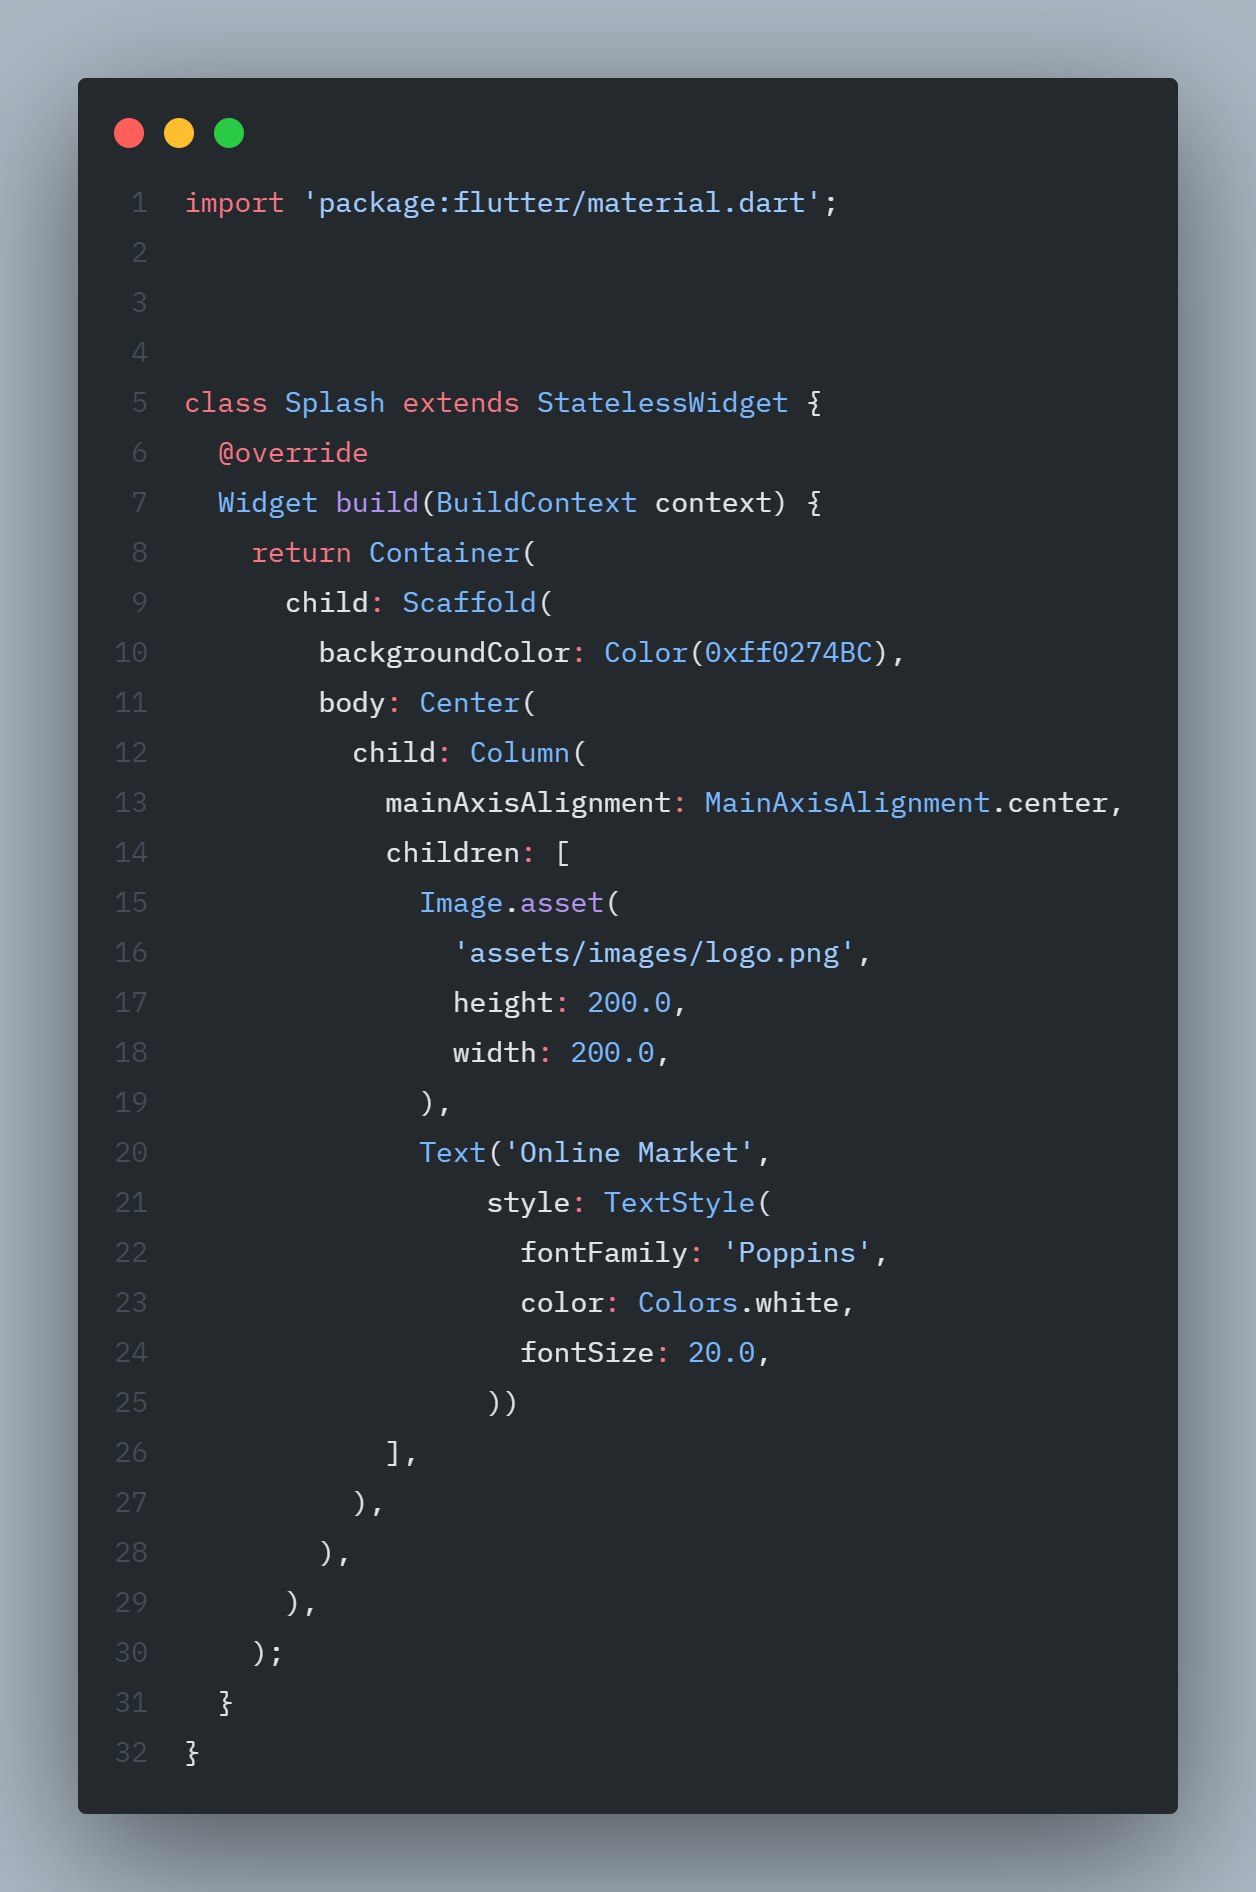 1 import 'package:flutter/material.dart';
2
3
4
5 class Splash extends StatelessWidget {
6   @override
7   Widget build(BuildContext context) {
8     return Container(
9       child: Scaffold(
10         backgroundColor: Color(0xff0274BC),
11         body: Center(
12           child: Column(
13             mainAxisAlignment: MainAxisAlignment.center,
14             children: [
15               Image.asset(
16                 'assets/images/logo.png',
17                 height: 200.0,
18                 width: 200.0,
19               ),
20               Text('Online Market',
21                   style: TextStyle(
22                     fontFamily: 'Poppins',
23                     color: Colors.white,
24                     fontSize: 20.0,
25                   ))
26             ],
27           ),
28         ),
29       ),
30     );
31   }
32 }